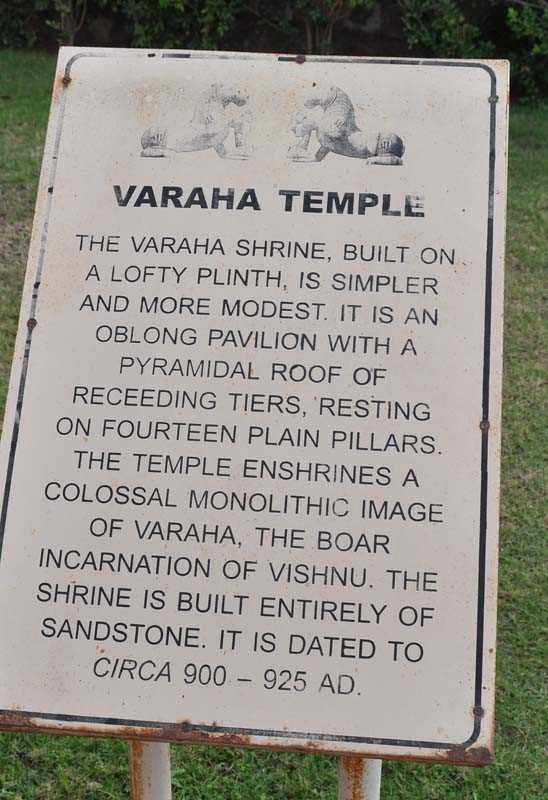 VARAHA TEMPLE
THE VARAHA SHRINE, BUILT ON
A LOFTY PLINTH, IS SIMPLER
AND MORE MODEST. IT IS AN
OBLONG PAVILION WITH A
PYRAMIDAL ROOF OF
RECEEDING TIERS, RESTING
ON FOURTEEN PLAIN PILLARS.
THE TEMPLE ENSHRINES A
COLOSSAL MONOLITHIC IMAGE
OF VARAHA, THE BOAR
INCARNATION OF VISHNU. THE
SHRINE IS BUILT ENTIRELY OF
SANDSTONE. IT IS DATED TO
CIRCA 900 – 925 AD.